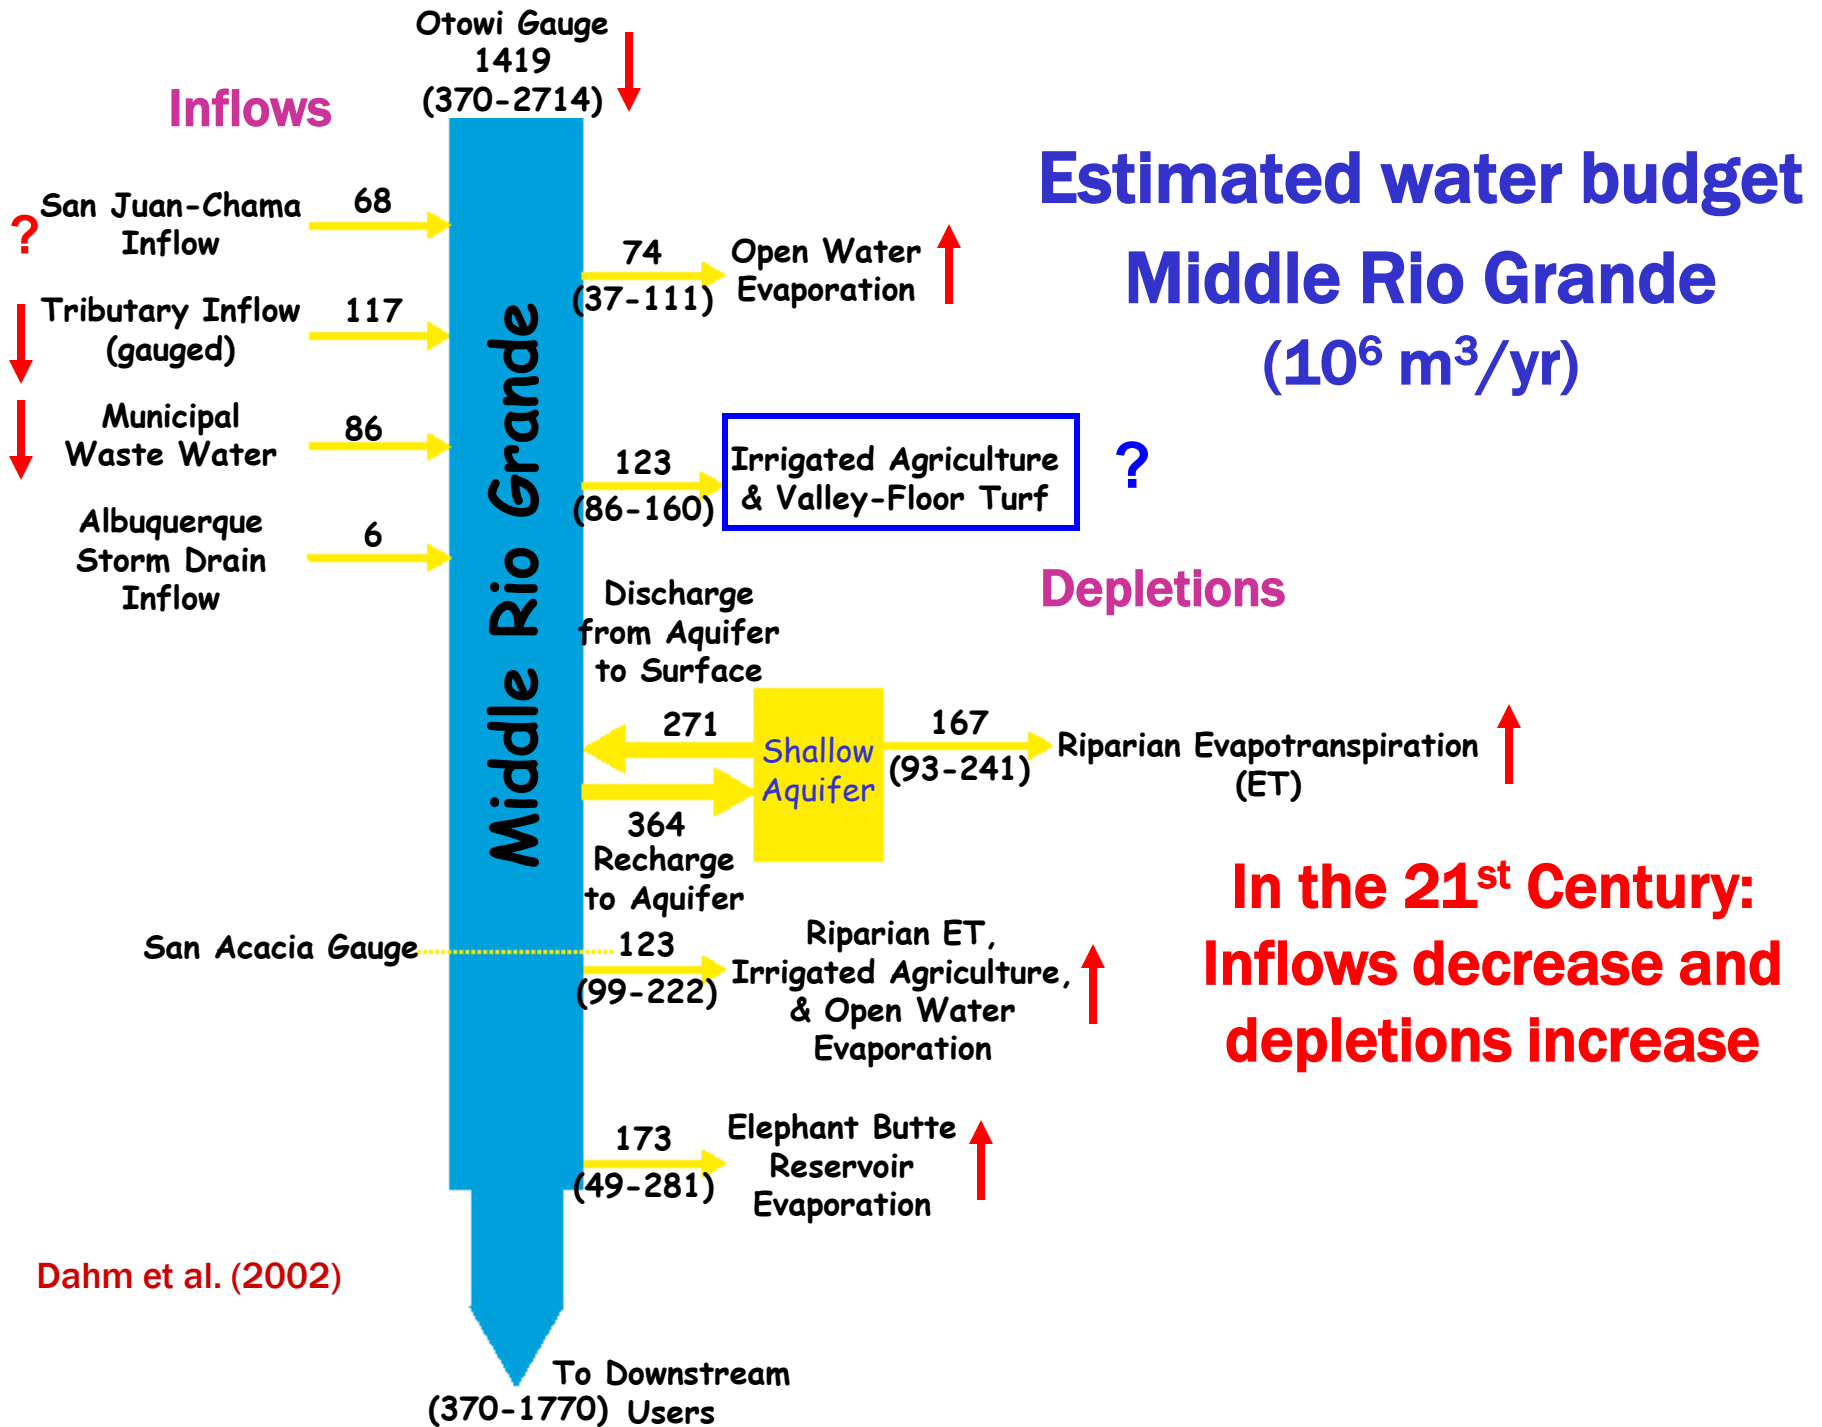 Otowi Gauge
1419
(370-2714)
Inflows
Estimated water budget
Middle Rio Grande
(10⁶ m³/yr)
?
San Juan-Chama
Inflow
68
74
(37-111)
Open Water
Evaporation
Tributary Inflow
(gauged)
117
Municipal
Waste Water
86
123
(86-160)
Irrigated Agriculture
& Valley-Floor Turf
?
Albuquerque
Storm Drain
Inflow
6
Middle Rio Grande
Depletions
Discharge
from Aquifer
to Surface
271
Shallow
Aquifer
167
(93-241)
Riparian Evapotranspiration
(ET)
364
Recharge
to Aquifer
In the 21ˢᵗ Century:
Inflows decrease and
depletions increase
San Acacia Gauge
123
(99-222)
Riparian ET,
Irrigated Agriculture,
& Open Water
Evaporation
173
(49-281)
Elephant Butte
Reservoir
Evaporation
Dahm et al. (2002)
To Downstream
Users
(370-1770)